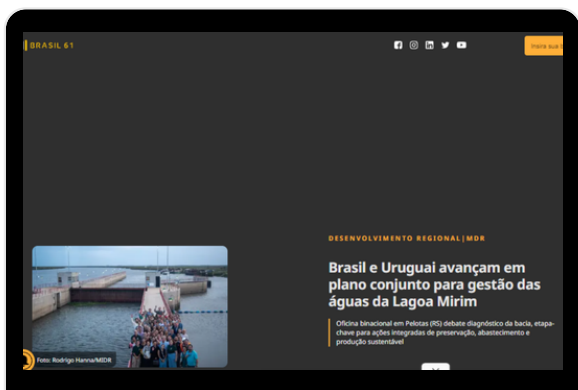 BRASIL 61
Insira sua
DESENVOLVIMENTO REGIONAL|MDR
Brasil e Uruguai avançam em
plano conjunto para gestão das
águas da Lagoa Mirim
Oficina binacional em Pelotas (RS) debate diagnóstico da bacia, etapa-
chave para ações integradas de preservação, abastecimento e
produção sustentável
Foto: Rodrigo Hanna/MIDR